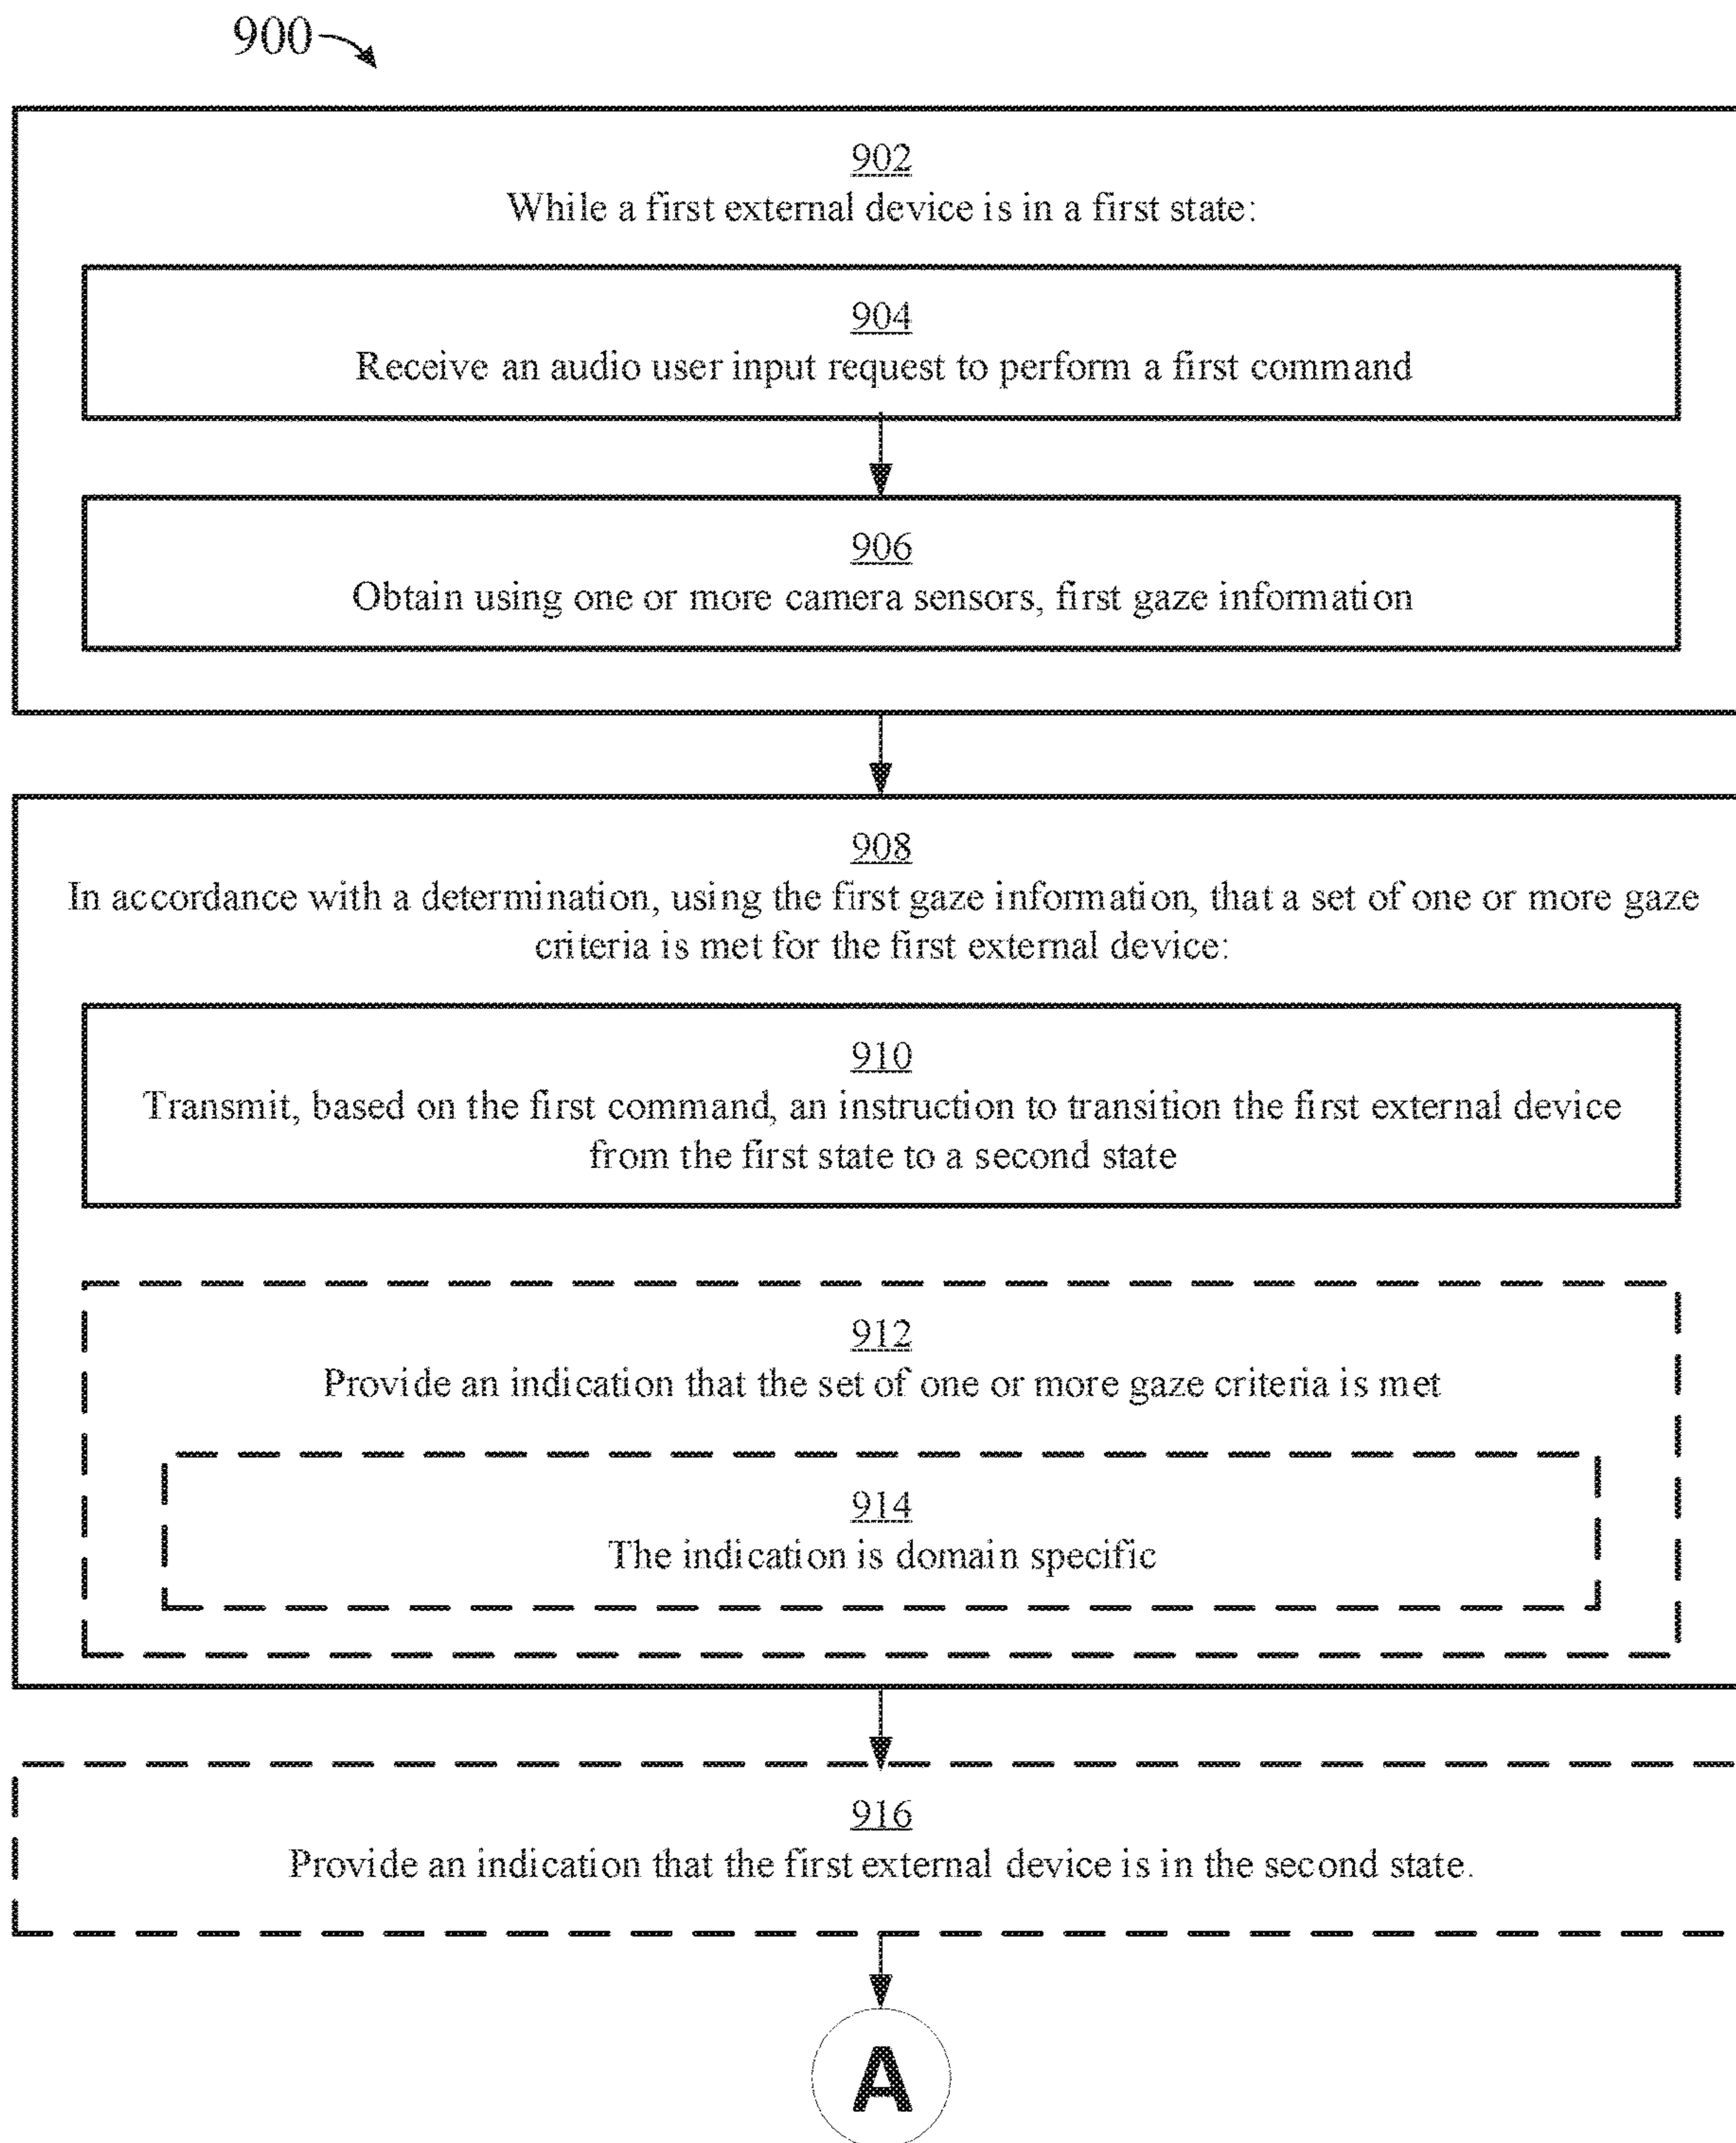 900
902
While a first external device is in a first state:
904
Receive an audio user input request to perform a first command
906
Obtain using one or more camera sensors, first gaze information
908
In accordance with a determination, using the first gaze information, that a set of one or more gaze
criteria is met for the first external device:
910
Transmit, based on the first command, an instruction to transition the first external device
from the first state to a second state
912
Provide an indication that the set of one or more gaze criteria is met
914
The indication is domain specific
916
Provide an indication that the first external device is in the second state.
A